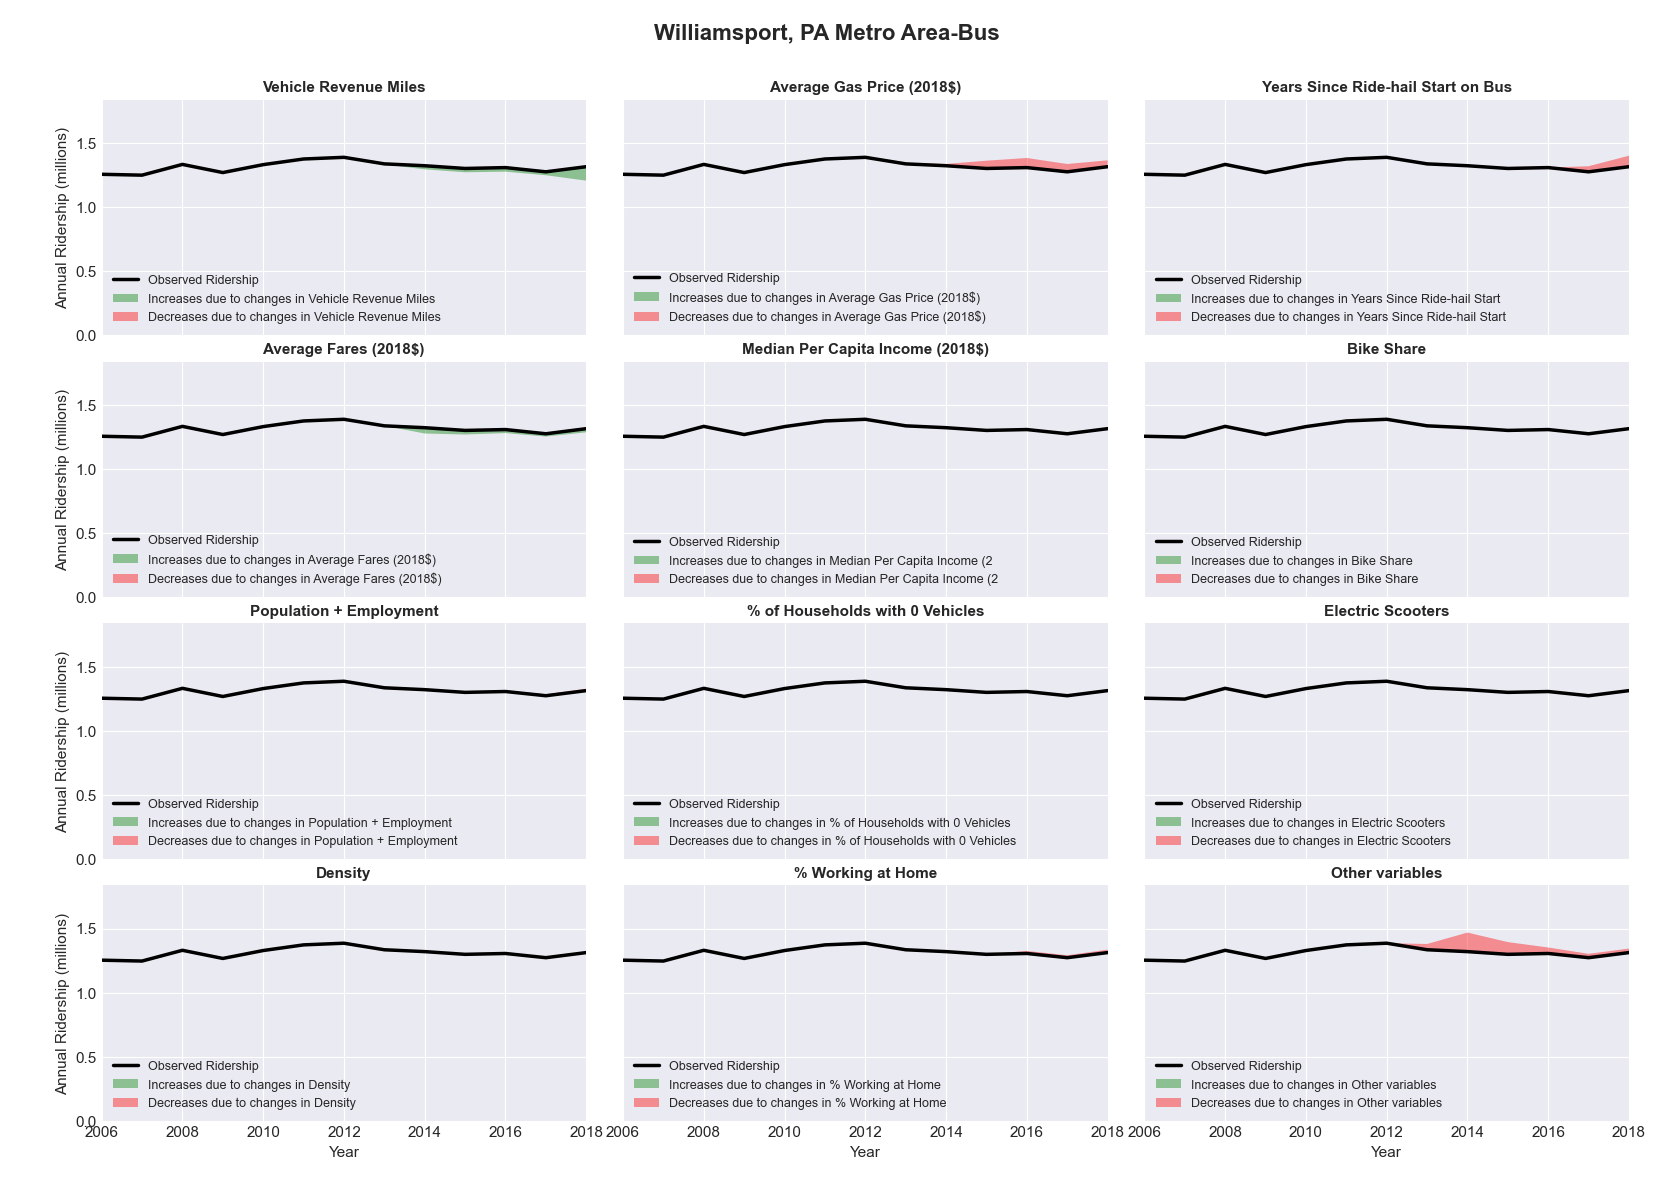 Williamsport, PA Metro Area-Bus
Vehicle Revenue Miles
Annual Ridership (millions)
1.5
1.0
0.5
0.0
Observed Ridership
Increases due to changes in Vehicle Revenue Miles
Decreases due to changes in Vehicle Revenue Miles
Average Gas Price (2018$)
Observed Ridership
Increases due to changes in Average Gas Price (2018$)
Decreases due to changes in Average Gas Price (2018$)
Years Since Ride-hail Start on Bus
Observed Ridership
Increases due to changes in Years Since Ride-hail Start
Decreases due to changes in Years Since Ride-hail Start
Average Fares (2018$)
Annual Ridership (millions)
1.5
1.0
0.5
0.0
Observed Ridership
Increases due to changes in Average Fares (2018$)
Decreases due to changes in Average Fares (2018$)
Median Per Capita Income (2018$)
Observed Ridership
Increases due to changes in Median Per Capita Income (2
Decreases due to changes in Median Per Capita Income (2
Bike Share
Observed Ridership
Increases due to changes in Bike Share
Decreases due to changes in Bike Share
Population + Employment
Annual Ridership (millions)
1.5
1.0
0.5
0.0
Observed Ridership
Increases due to changes in Population + Employment
Decreases due to changes in Population + Employment
% of Households with 0 Vehicles
Observed Ridership
Increases due to changes in % of Households with 0 Vehicles
Decreases due to changes in % of Households with 0 Vehicles
Electric Scooters
Observed Ridership
Increases due to changes in Electric Scooters
Decreases due to changes in Electric Scooters
Density
Annual Ridership (millions)
1.5
1.0
0.5
0.0
Observed Ridership
Increases due to changes in Density
Decreases due to changes in Density
2006 2008 2010 2012 2014 2016 2018
Year
% Working at Home
Observed Ridership
Increases due to changes in % Working at Home
Decreases due to changes in % Working at Home
2006 2008 2010 2012 2014 2016 2018
Year
Other variables
Observed Ridership
Increases due to changes in Other variables
Decreases due to changes in Other variables
2006 2008 2010 2012 2014 2016 2018
Year